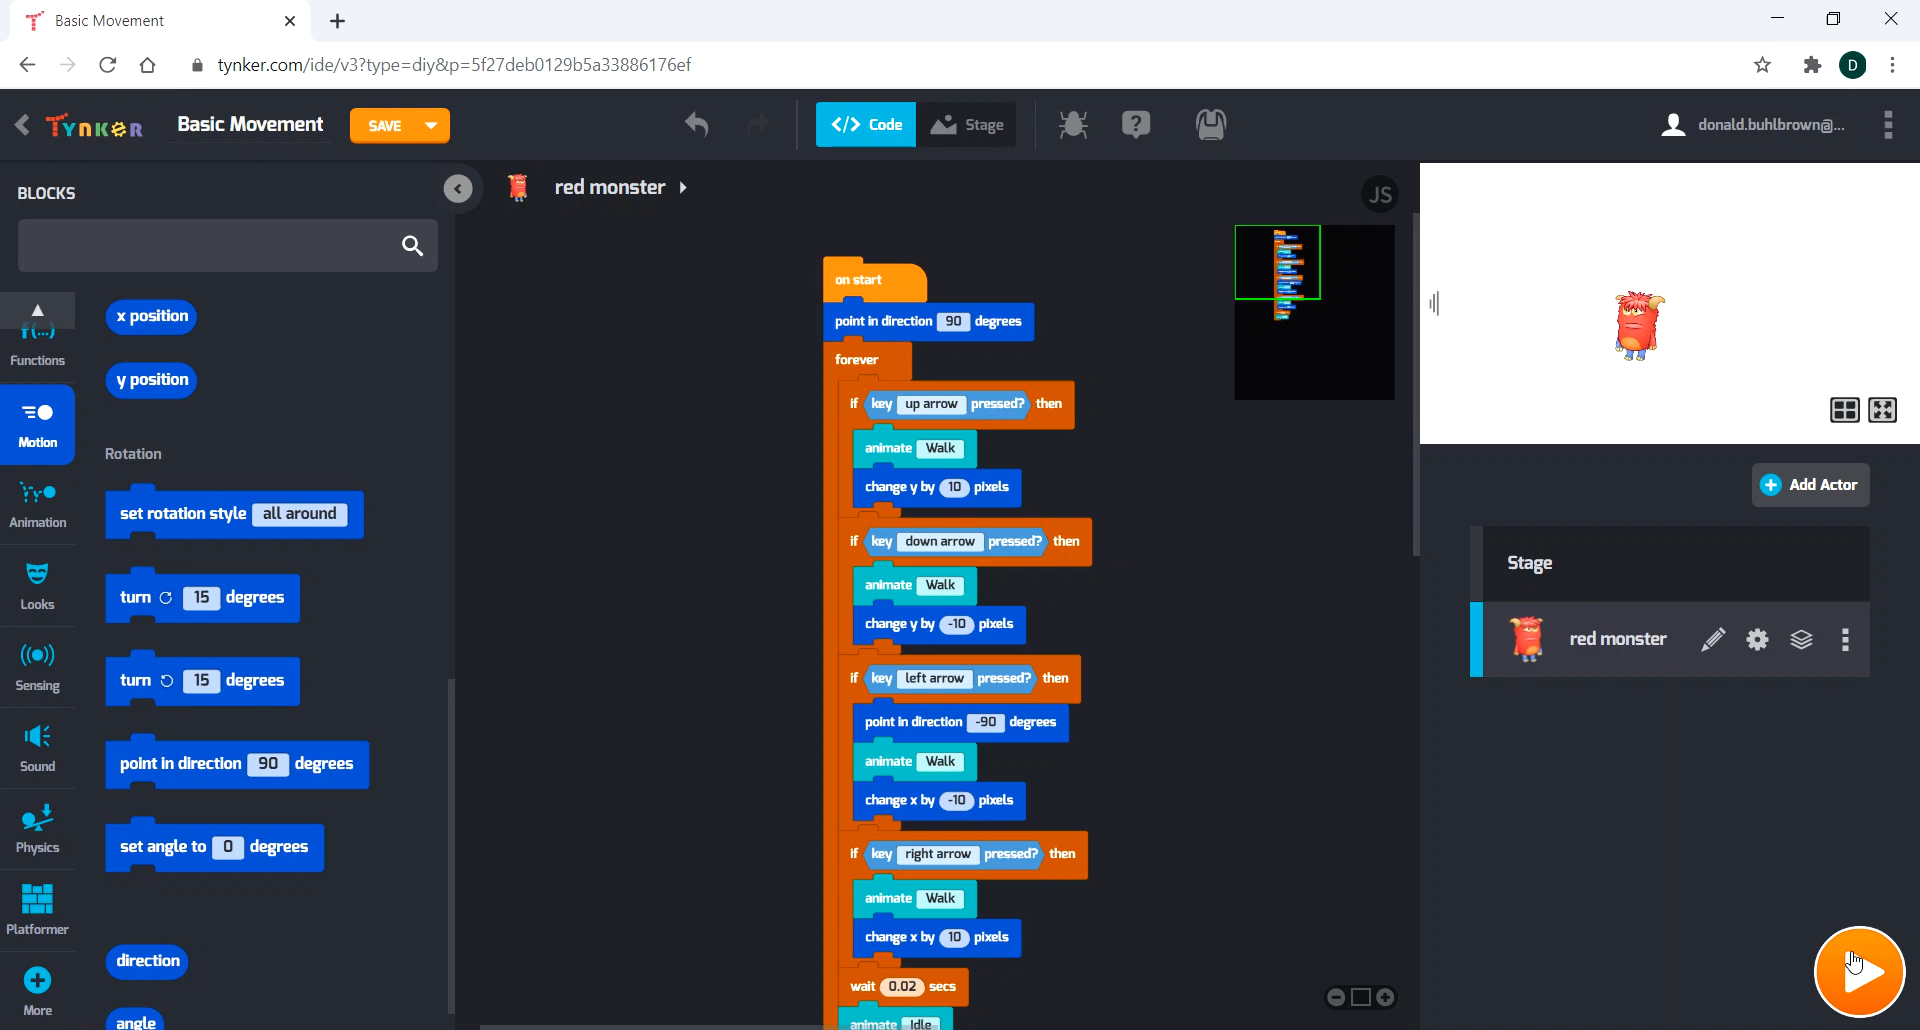 Basic Movement
tynker.com/ide/v3?type=diy&p=5f27deb0129b5a33886176ef
D
TYNKER
Basic Movement
SAVE
</> Code
Stage
?
donald.buhlbrown@...
BLOCKS
f(...)
Functions
Motion
Animation
Looks
Sensing
Sound
Physics
Platformer
More
x position
y position
Rotation
set rotation style all around
turn 15 degrees
turn 15 degrees
point in direction 90 degrees
set angle to 0 degrees
direction
angle
red monster
JS
on start
point in direction 90 degrees
forever
if key up arrow pressed? then
animate Walk
change y by 10 pixels
if key down arrow pressed? then
animate Walk
change y by -10 pixels
if key left arrow pressed? then
point in direction -90 degrees
animate Walk
change x by -10 pixels
if key right arrow pressed? then
animate Walk
change x by 10 pixels
wait 0.02 secs
animate Idle
Add Actor
Stage
red monster